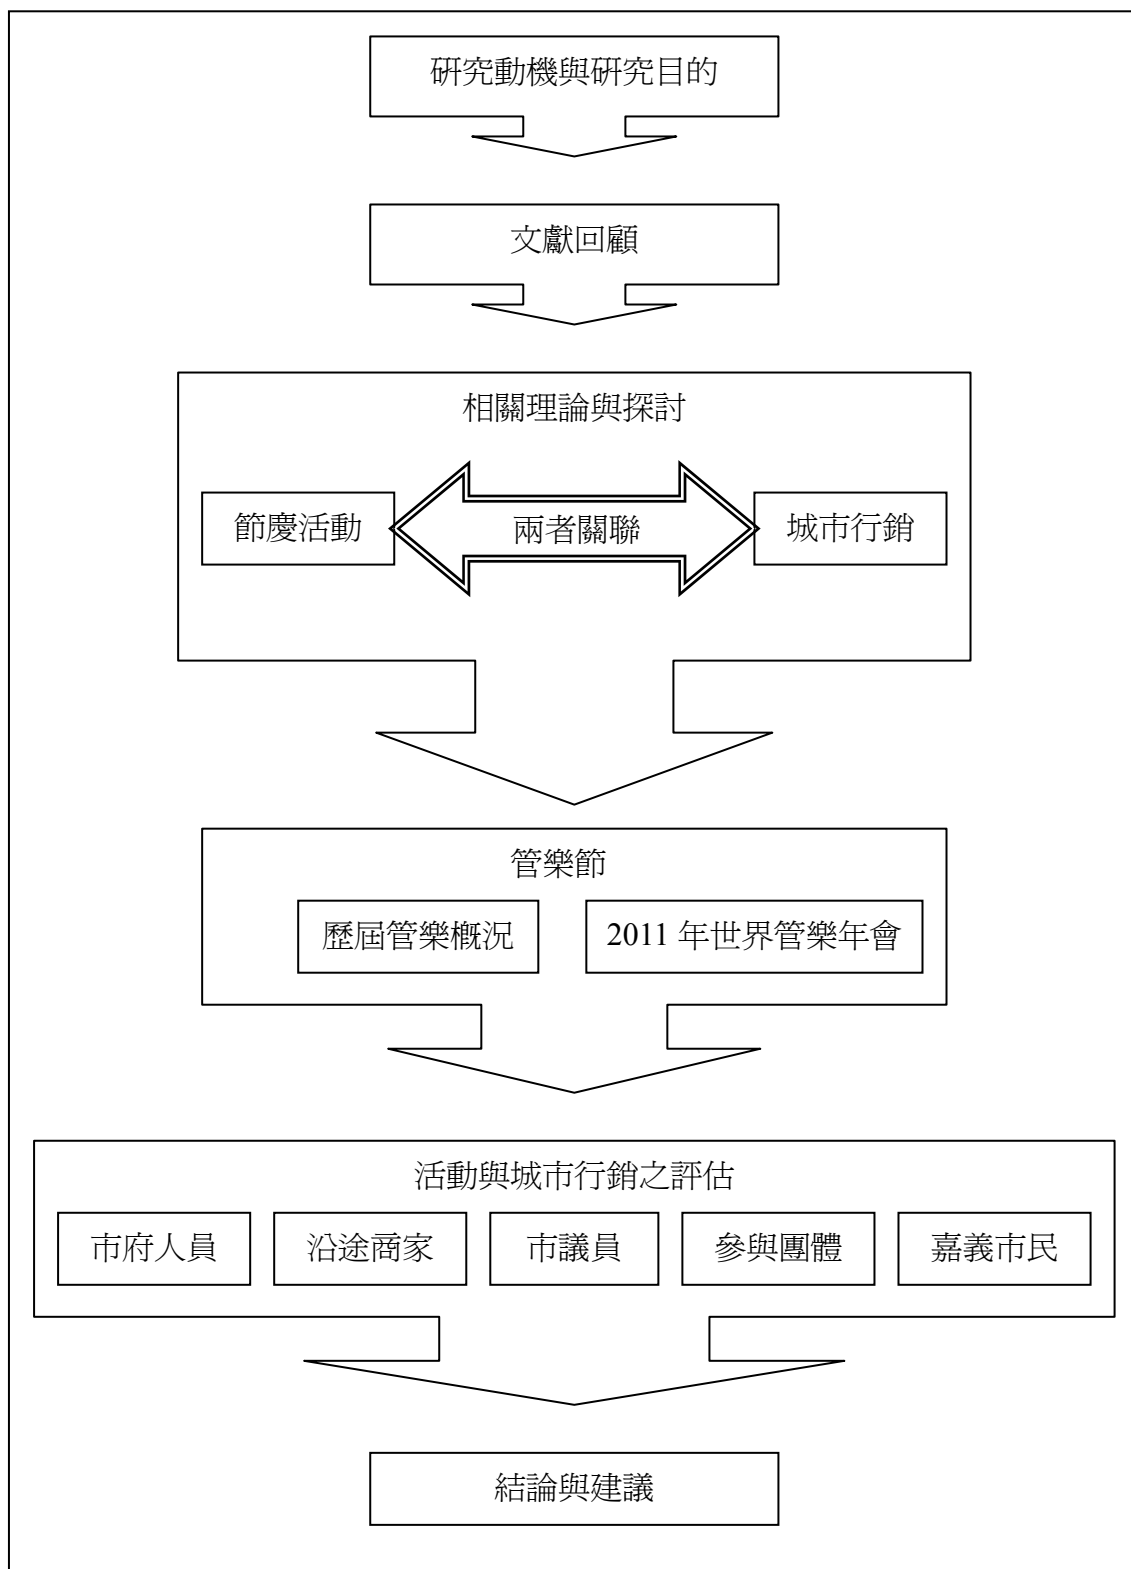 研究動機與研究目的
文獻回顧
相關理論與探討
節慶活動
兩者關聯
城市行銷
管樂節
歷屆管樂概況
2011 年世界管樂年會
活動與城市行銷之評估
市府人員
沿途商家
市議員
參與團體
嘉義市民
結論與建議